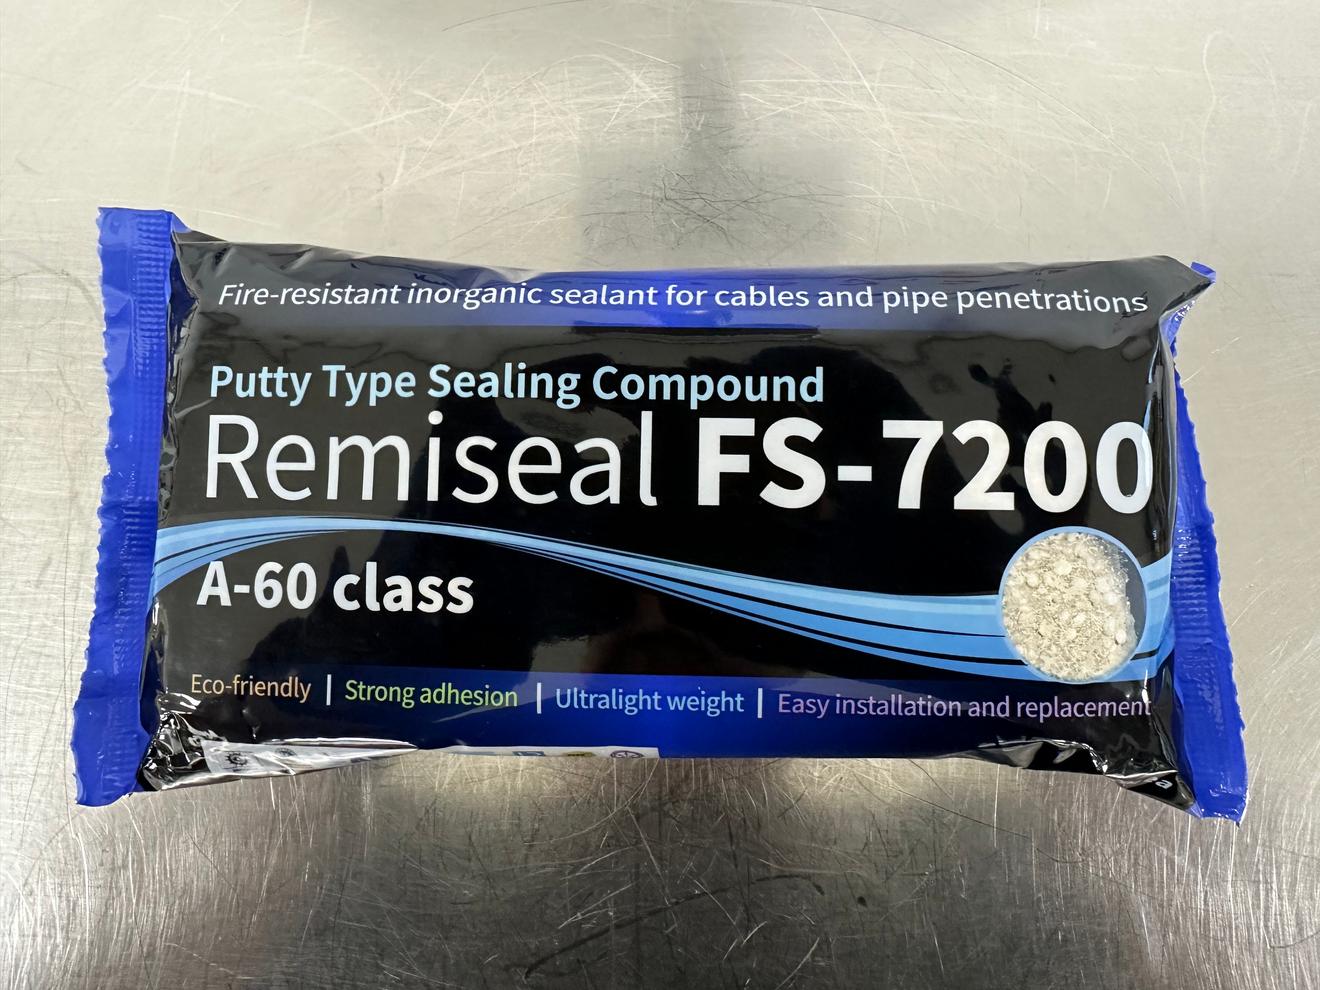 Fire-resistant inorganic sealant for cables and pipe penetrations
Putty Type Sealing Compound
Remiseal FS-7200
A-60 class
Eco-friendly | Strong adhesion | Ultralight weight | Easy installation and replacement